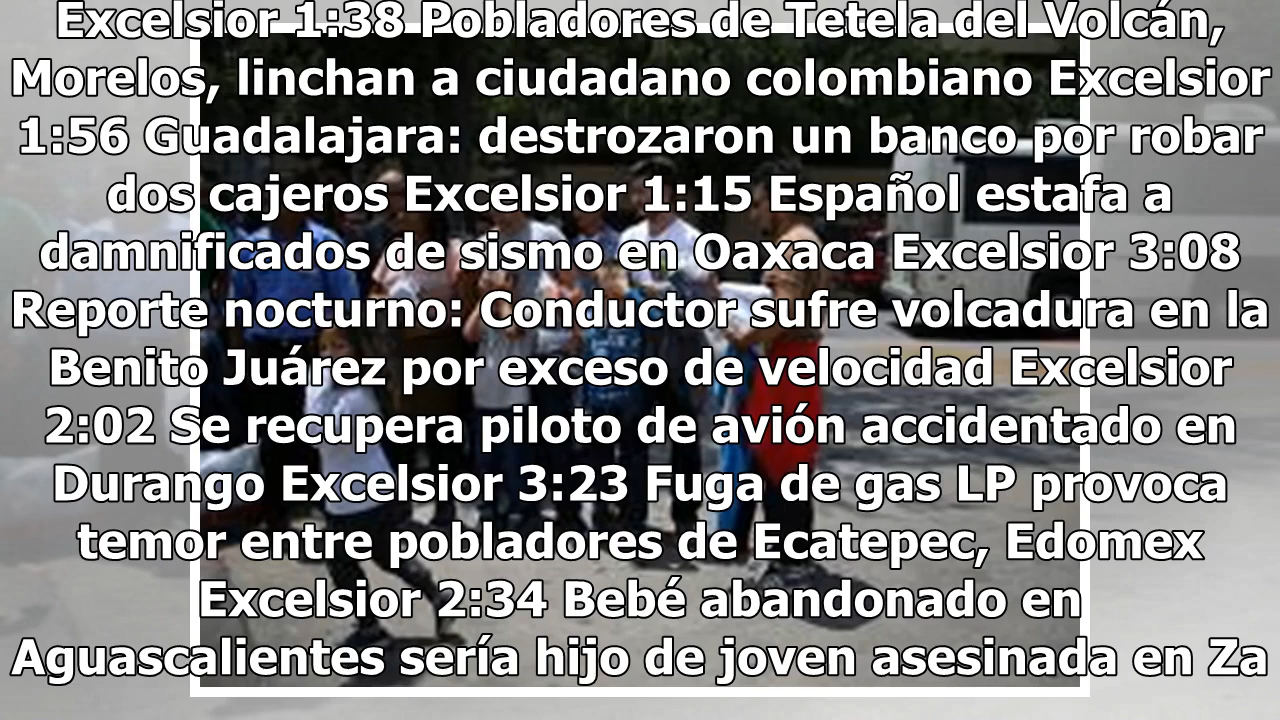 Excelsior 1:38 Pobladores de Tetela del Volcán,
Morelos, linchan a ciudadano colombiano Excelsior
1:56 Guadalajara: destrozaron un banco por robar
dos cajeros Excelsior 1:15 Español estafa a
damnificados de sismo en Oaxaca Excelsior 3:08
Reporte nocturno: Conductor sufre volcadura en la
Benito Juárez por exceso de velocidad Excelsior
2:02 Se recupera piloto de avión accidentado en
Durango Excelsior 3:23 Fuga de gas LP provoca
temor entre pobladores de Ecatepec, Edomex
Excelsior 2:34 Bebé abandonado en
Aguascalientes sería hijo de joven asesinada en Za